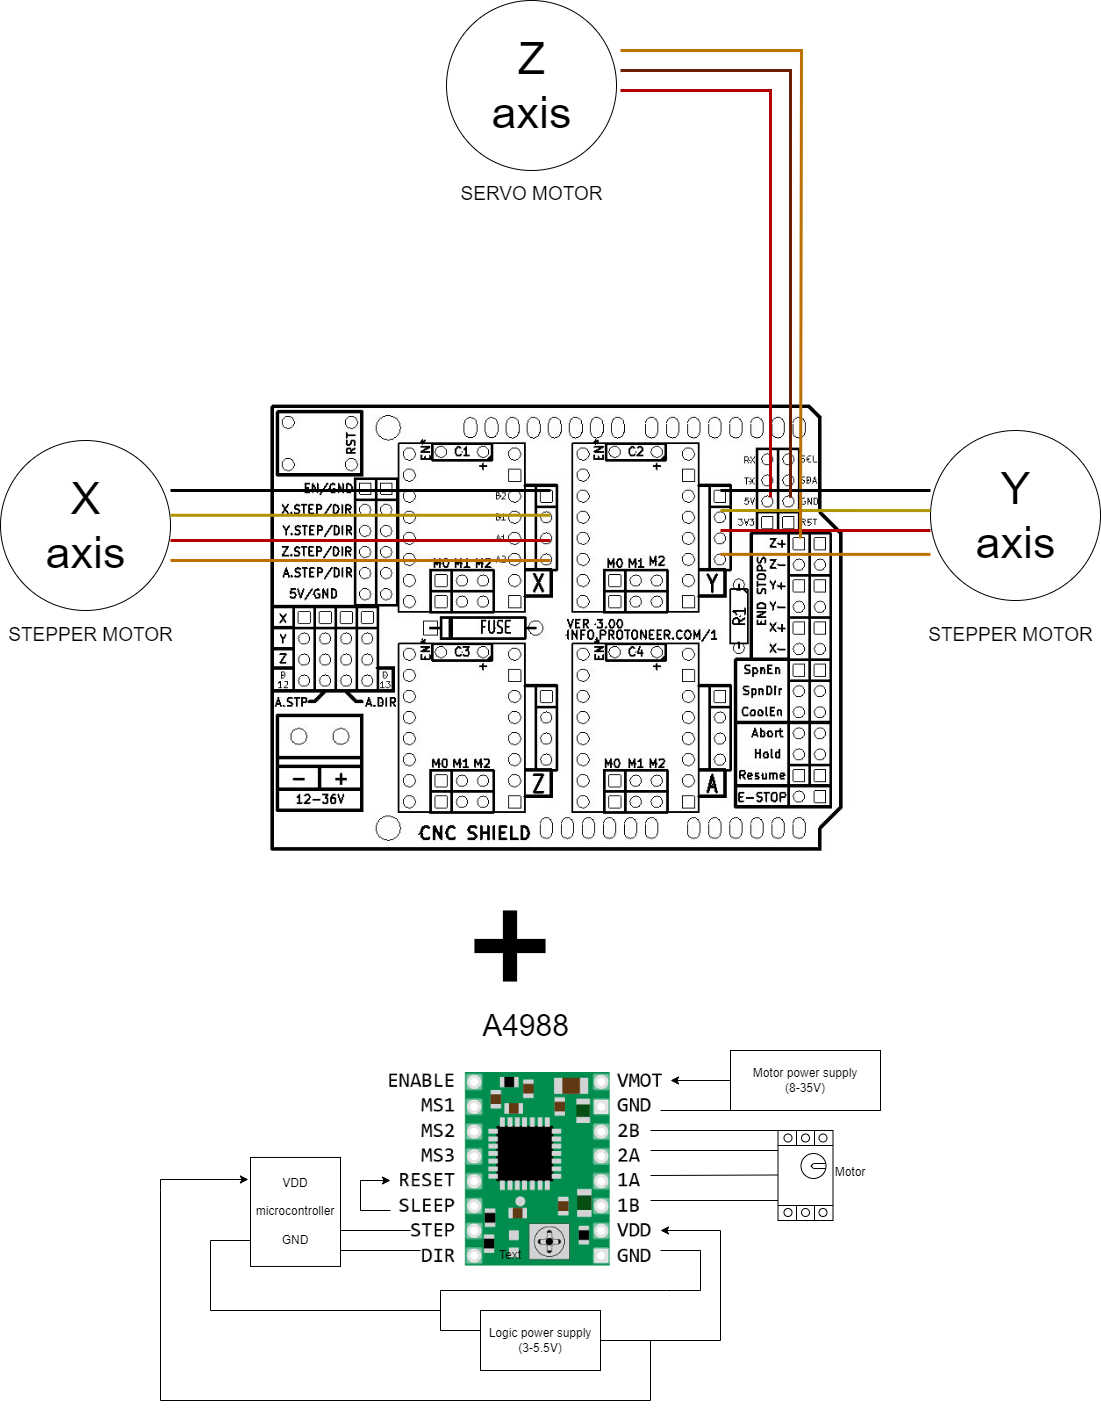 Z
axis
SERVO MOTOR
X
axis
STEPPER MOTOR
Y
axis
STEPPER MOTOR
RST
EN/GND
X.STEP/DIR
Y.STEP/DIR
Z.STEP/DIR
A.STEP/DIR
5V/GND
X
Y
Z
D
12
D
13
A.STP
A.DIR
- +
12-36V
EN*
C1
+
B2
B1
A1
A2
M0 M1 M2
X
EN*
C2
+
M0 M1 M2
Y
FUSE
VER 3.00
INFO.PROTONEER.COM/1
R1
EN*
C3
+
M0 M1 M2
Z
EN*
C4
+
M0 M1 M2
A
CNC SHIELD
RX SCL
TX SDA
5V GND
3V3 RST
END STOPS
Z+
Z-
Y+
Y-
X+
X-
SpnEn
SpnDir
CoolEn
Abort
Hold
Resume
E-STOP
+
A4988
ENABLE
MS1
MS2
MS3
RESET
SLEEP
STEP
DIR
VMOT
GND
2B
2A
1A
1B
VDD
GND
Text
Motor power supply
(8-35V)
Motor
VDD
microcontroller
GND
Logic power supply
(3-5.5V)